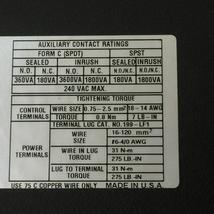 AUXILIARY CONTACT RATINGS
FORM C (SPDT) SPST
SEALED INRUSH SEALED INRUSH
N.O. N.C. N.O. N.C. N.O./N.C. N.O./N.C.
360VA 180VA 1800VA 360VA 1800VA
240 VAC MAX.
TIGHTENING TORQUE
CONTROL TERMINALS WIRE SIZE 0.75-2.5 mm² 18-14 AWG
TORQUE 0.8 N-m 7 LB-IN
TERMINAL LUG CAT. NO. 199-LF1
POWER TERMINALS WIRE SIZE 16-120 mm²
#6-4/0 AWG
WIRE IN LUG TORQUE 31 N-m
275 LB-IN
LUG TO TERMINAL TORQUE 31 N-m
275 LB-IN
USE 75 C COPPER WIRE ONLY MADE IN U.S.A.